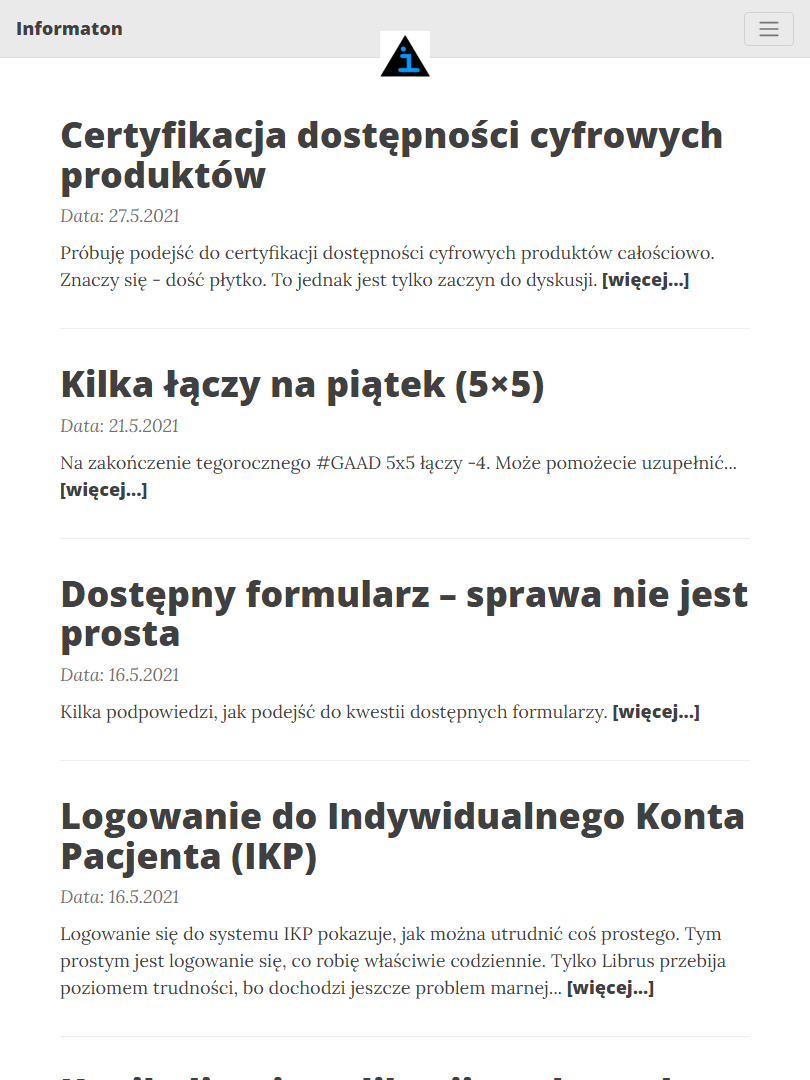 Informaton
i
Certyfikacja dostępności cyfrowych
produktów
Data: 27.5.2021
Próbuję podejść do certyfikacji dostępności cyfrowych produktów całościowo.
Znaczy się - dość płytko. To jednak jest tylko zaczyn do dyskusji. [więcej...]
Kilka łączy na piątek (5×5)
Data: 21.5.2021
Na zakończenie tegorocznego #GAAD 5x5 łączy -4. Może pomożecie uzupełnić...
[więcej...]
Dostępny formularz – sprawa nie jest
prosta
Data: 16.5.2021
Kilka podpowiedzi, jak podejść do kwestii dostępnych formularzy. [więcej...]
Logowanie do Indywidualnego Konta
Pacjenta (IKP)
Data: 16.5.2021
Logowanie się do systemu IKP pokazuje, jak można utrudnić coś prostego. Tym
prostym jest logowanie się, co robię właściwie codziennie. Tylko Librus przebija
poziomem trudności, bo dochodzi jeszcze problem marnej... [więcej...]